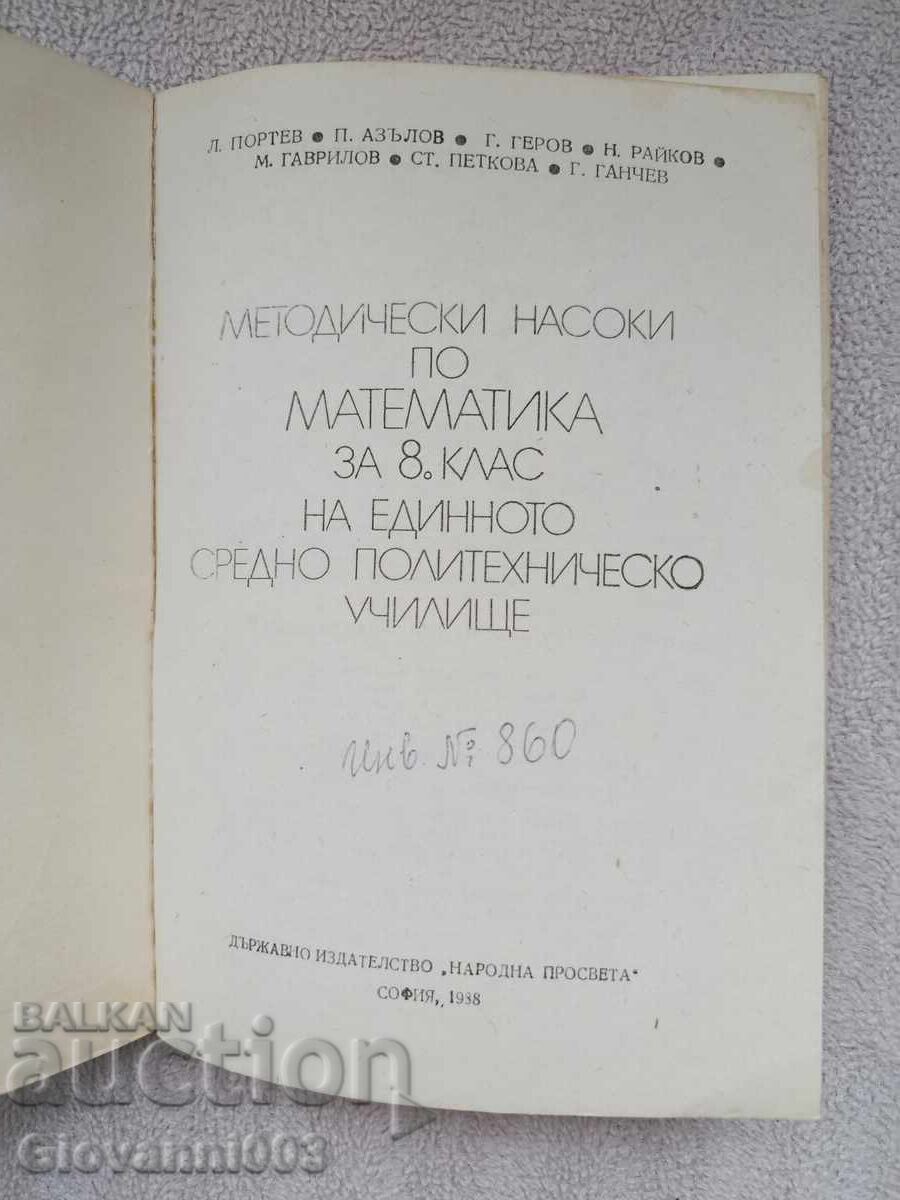 Л. ПОРТЕВ ● П. АЗЪЛОВ ● Г. ГЕРОВ ● Н. РАЙКОВ ●
М. ГАВРИЛОВ ● СТ. ПЕТКОВА ● Г. ГАНЧЕВ
МЕТОДИЧЕСКИ НАСОКИ
ПО
МАТЕМАТИКА
ЗА 8. КЛАС
НА ЕДИННОТО
СРЕДНО ПОЛИТЕХНИЧЕСКО
УЧИЛИЩЕ
Инв. №: 860
ДЪРЖАВНО ИЗДАТЕЛСТВО „НАРОДНА ПРОСВЕТА"
СОФИЯ, 1988
BALKAN
auction
Giovanni003